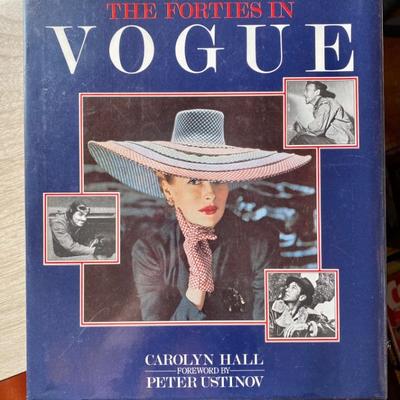 THE FORTIES IN
VOGUE
CAROLYN HALL
FOREWORD BY
PETER USTINOV